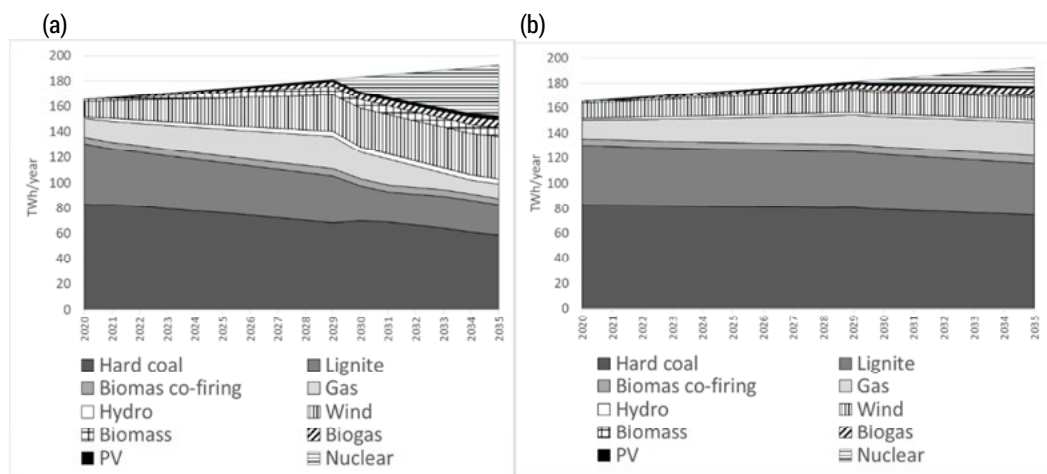 (a)
TWh/year
200
180
160
140
120
100
80
60
40
20
0
2020
2021
2022
2023
2024
2025
2026
2027
2028
2029
2030
2031
2032
2033
2034
2035
Hard coal
Lignite
Biomas co-firing
Gas
Hydro
Wind
Biomass
Biogas
PV
Nuclear
(b)
TWh/year
200
180
160
140
120
100
80
60
40
20
0
2020
2021
2022
2023
2024
2025
2026
2027
2028
2029
2030
2031
2032
2033
2034
2035
Hard coal
Lignite
Biomas co-firing
Gas
Hydro
Wind
Biomass
Biogas
PV
Nuclear